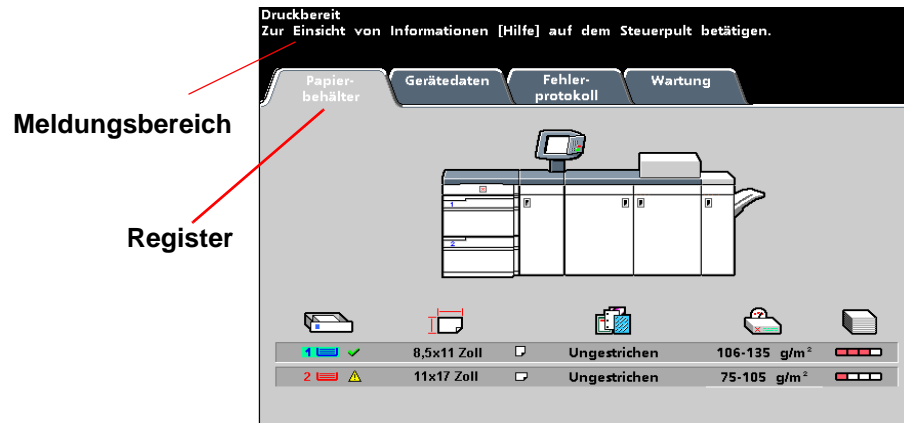 Druckbereit
Zur Einsicht von Informationen [Hilfe] auf dem Steuerpult betätigen.
Papier-
behälter
Gerätedaten
Fehler-
protokoll
Wartung
Meldungsbereich
Register
1
2
1 8,5x11 Zoll Ungestrichen 106-135 g/m²
2 11x17 Zoll Ungestrichen 75-105 g/m²